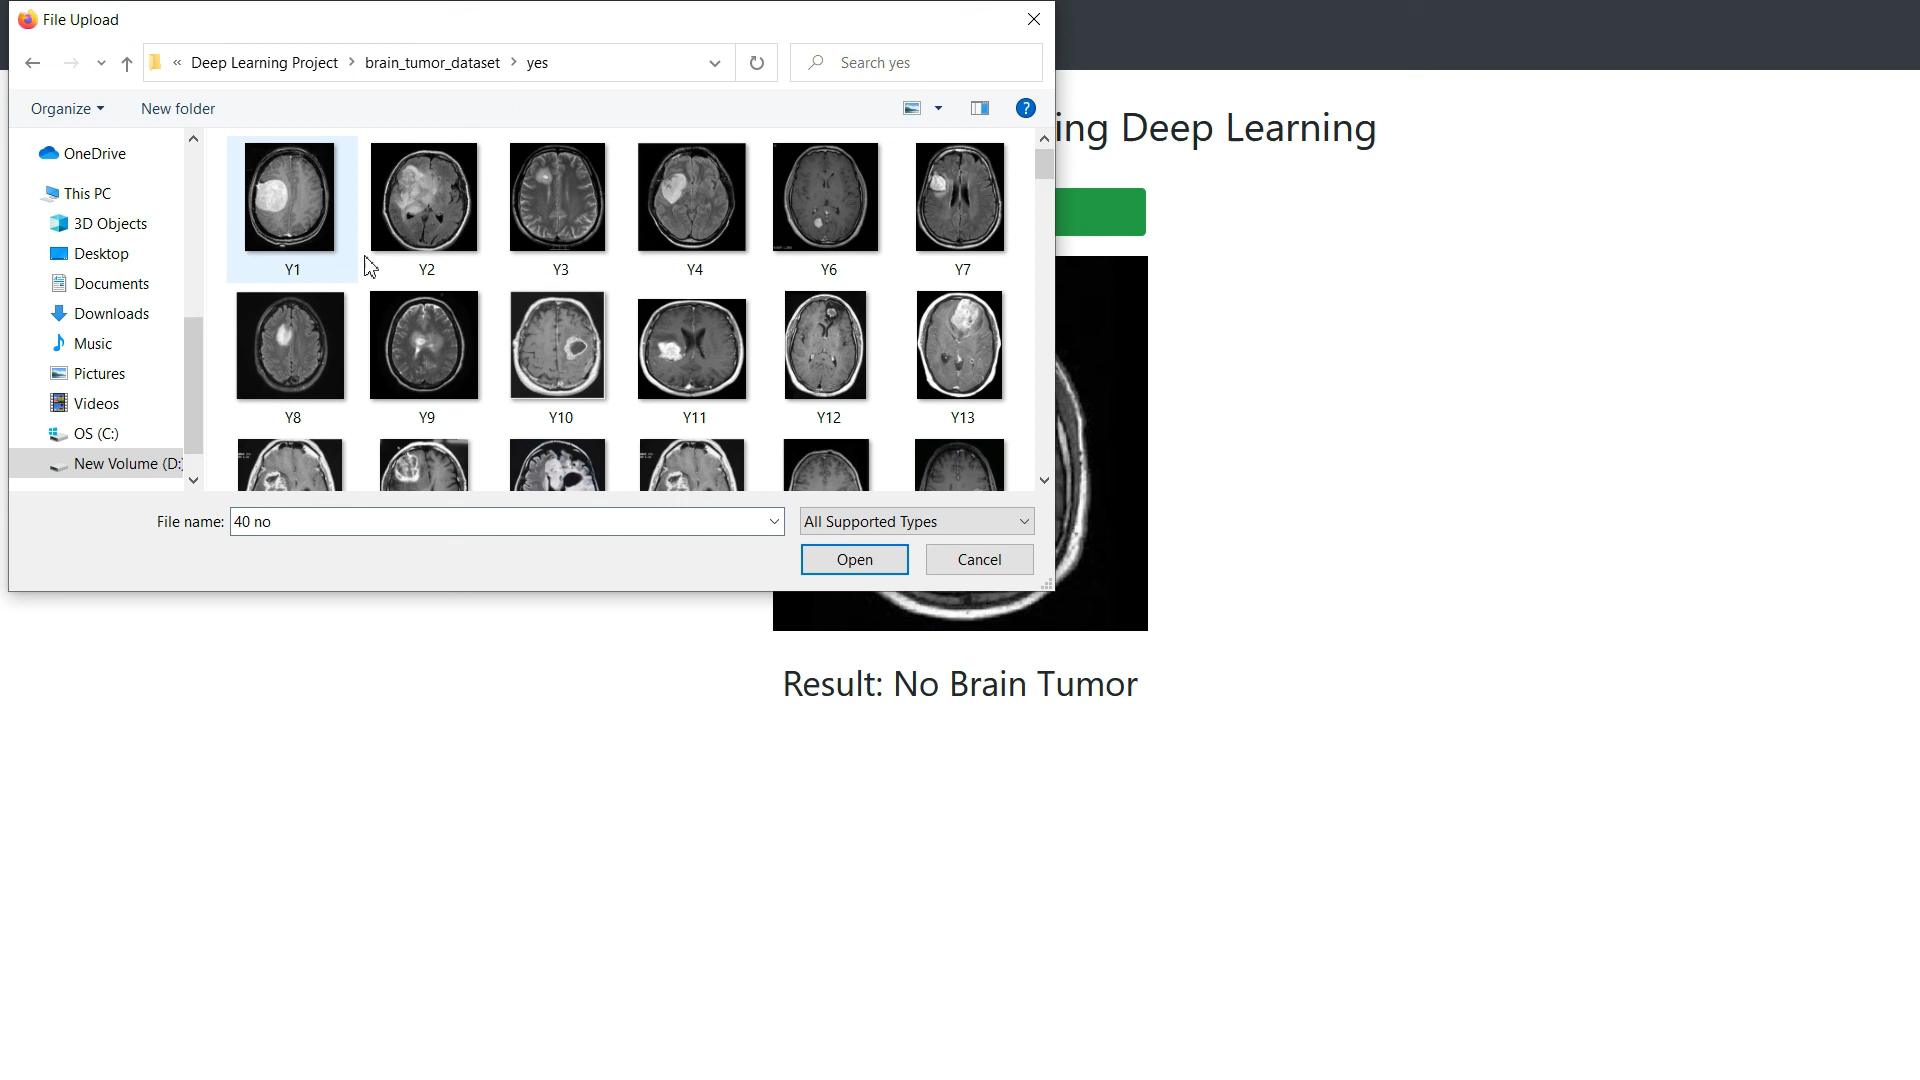 File Upload
« Deep Learning Project > brain_tumor_dataset > yes
Search yes
Organize
New folder
?
OneDrive
This PC
3D Objects
Desktop
Documents
Downloads
Music
Pictures
Videos
OS (C:)
New Volume (D:
Y1 Y2 Y3 Y4 Y6 Y7
Y8 Y9 Y10 Y11 Y12 Y13
File name: 40 no
All Supported Types
Open
Cancel
ing Deep Learning
Result: No Brain Tumor